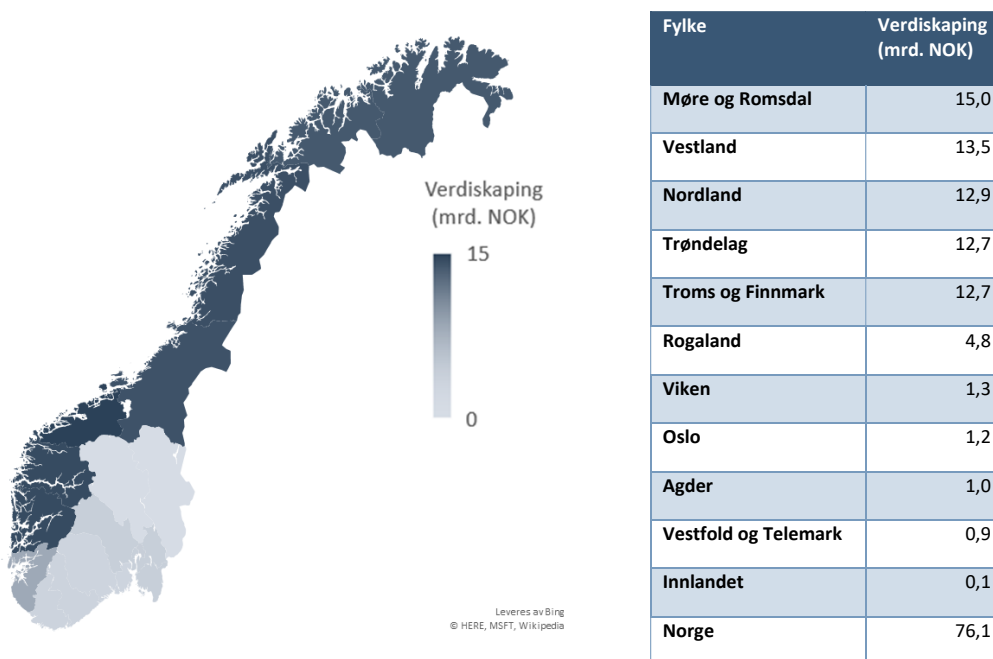 Verdiskaping
(mrd. NOK)
15
0
Leveres av Bing
© HERE, MSFT, Wikipedia
Fylke Verdiskaping
(mrd. NOK)
Møre og Romsdal 15,0
Vestland 13,5
Nordland 12,9
Trøndelag 12,7
Troms og Finnmark 12,7
Rogaland 4,8
Viken 1,3
Oslo 1,2
Agder 1,0
Vestfold og Telemark 0,9
Innlandet 0,1
Norge 76,1